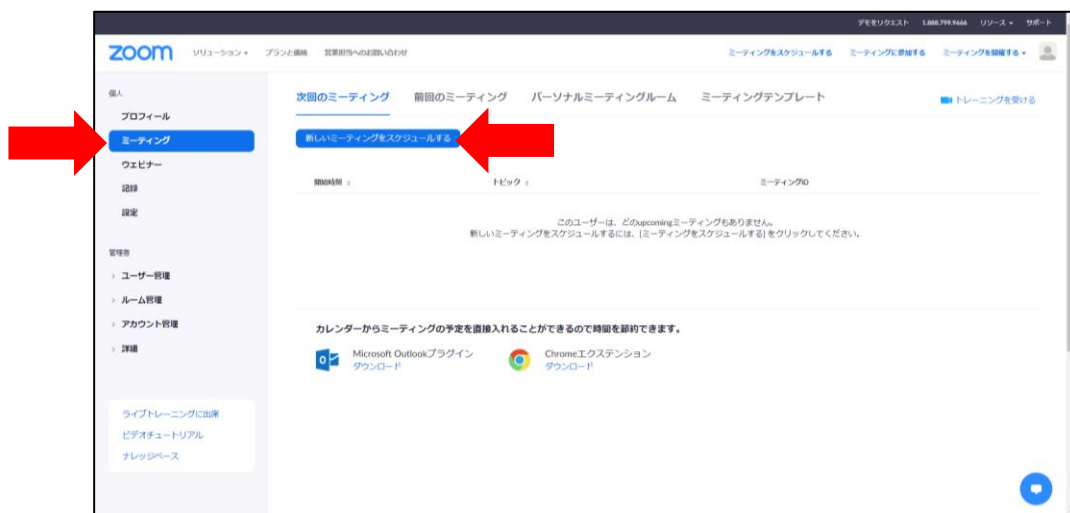 デモをリクエスト 1.888.799.9666 リソース サポート
zoom ソリューション プランと価格 営業担当へのお問い合わせ ミーティングをスケジュールする ミーティングに参加する ミーティングを開催する
個人
プロフィール
ミーティング
ウェビナー
記録
設定
管理者
ユーザー管理
ルーム管理
アカウント管理
詳細
ライブトレーニングに出席
ビデオチュートリアル
ナレッジベース
次回のミーティング 前回のミーティング パーソナルミーティングルーム ミーティングテンプレート トレーニングを受ける
新しいミーティングをスケジュールする
開始時間 トピック ミーティングID
このユーザーは、どのupcomingミーティングもありません。
新しいミーティングをスケジュールするには、[ミーティングをスケジュールする] をクリックしてください。
カレンダーからミーティングの予定を直接入れることができるので時間を節約できます。
Microsoft Outlookプラグイン Chromeエクステンション
ダウンロード ダウンロード